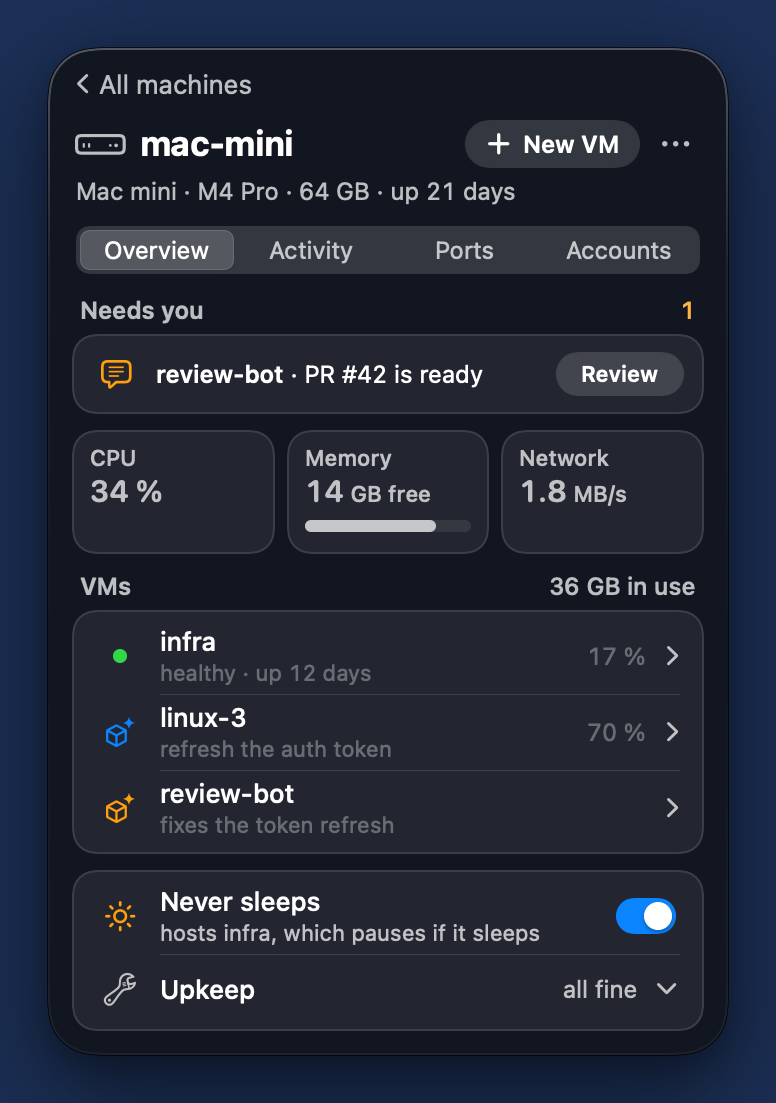 All machines
mac-mini
New VM
Mac mini · M4 Pro · 64 GB · up 21 days
Overview
Activity
Ports
Accounts
Needs you
1
review-bot · PR #42 is ready
Review
CPU
34 %
Memory
14 GB free
Network
1.8 MB/s
VMs
36 GB in use
infra
healthy · up 12 days
17 %
linux-3
refresh the auth token
70 %
review-bot
fixes the token refresh
Never sleeps
hosts infra, which pauses if it sleeps
Upkeep
all fine